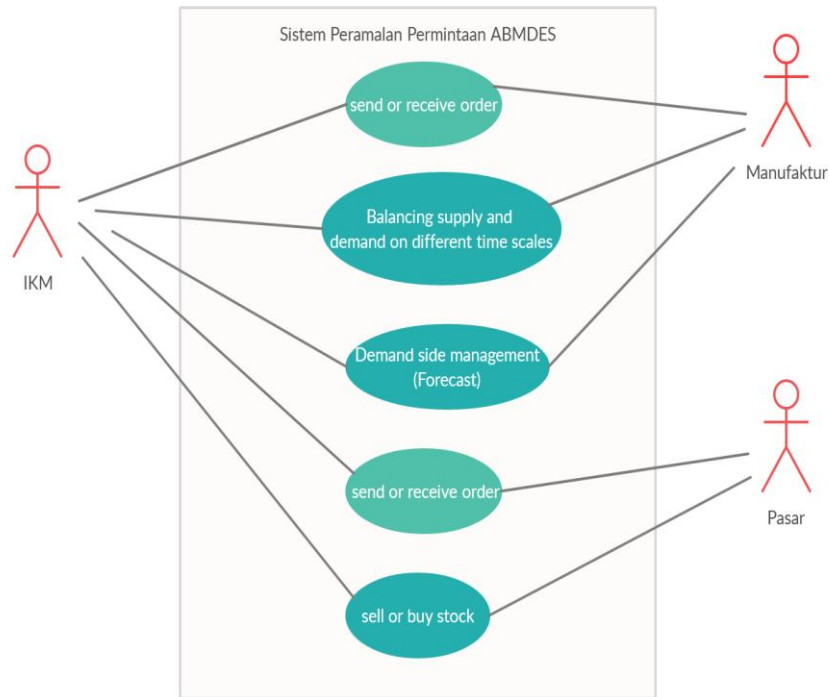 Sistem Peramalan Permintaan ABMDES
send or receive order
Manufaktur
Balancing supply and
demand on different time scales
IKM
Demand side management
(Forecast)
send or receive order
Pasar
sell or buy stock